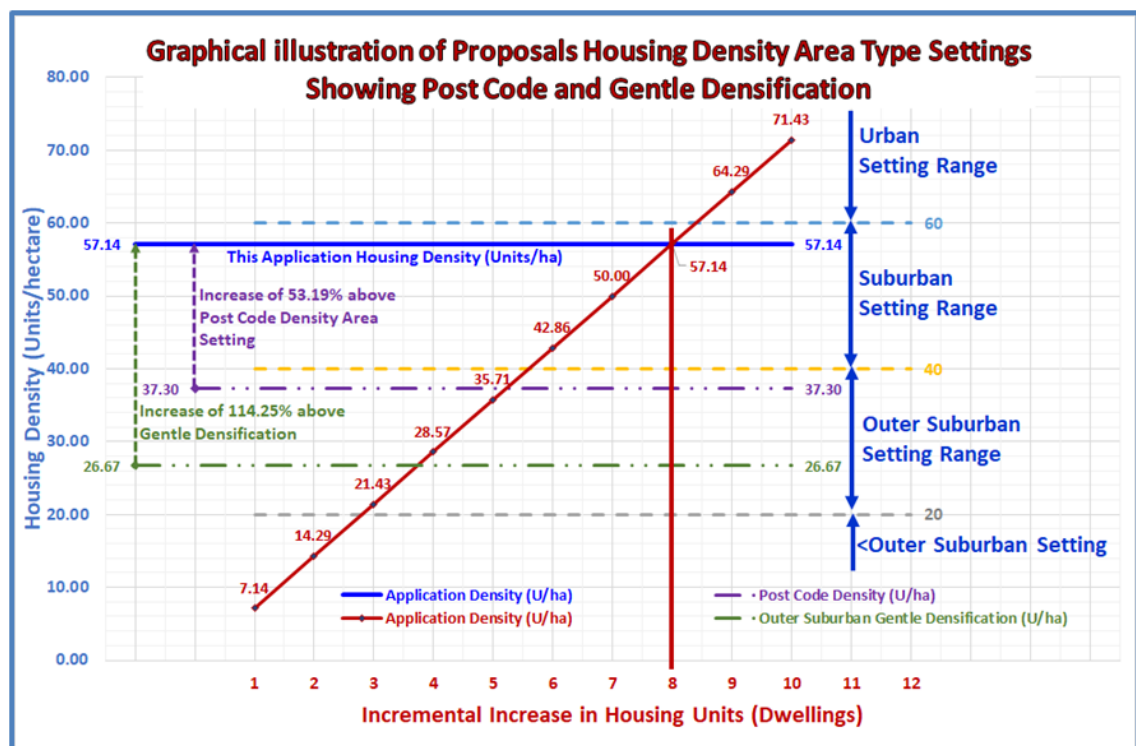 Graphical illustration of Proposals Housing Density Area Type Settings
Showing Post Code and Gentle Densification
Housing Density (Units/hectare)
80.00
70.00
60.00
50.00
40.00
30.00
20.00
10.00
0.00
71.43
64.29
57.14
50.00
42.86
35.71
28.57
21.43
14.29
7.14
60
57.14
57.14
This Application Housing Density (Units/ha)
Increase of 53.19% above
Post Code Density Area
Setting
40
37.30
37.30
Increase of 114.25% above
Gentle Densification
26.67
26.67
20
Urban
Setting Range
Suburban
Setting Range
Outer Suburban
Setting Range
<Outer Suburban Setting
Application Density (U/ha)
Post Code Density (U/ha)
Application Density (U/ha)
Outer Suburban Gentle Densification (U/ha)
1 2 3 4 5 6 7 8 9 10 11 12
Incremental Increase in Housing Units (Dwellings)